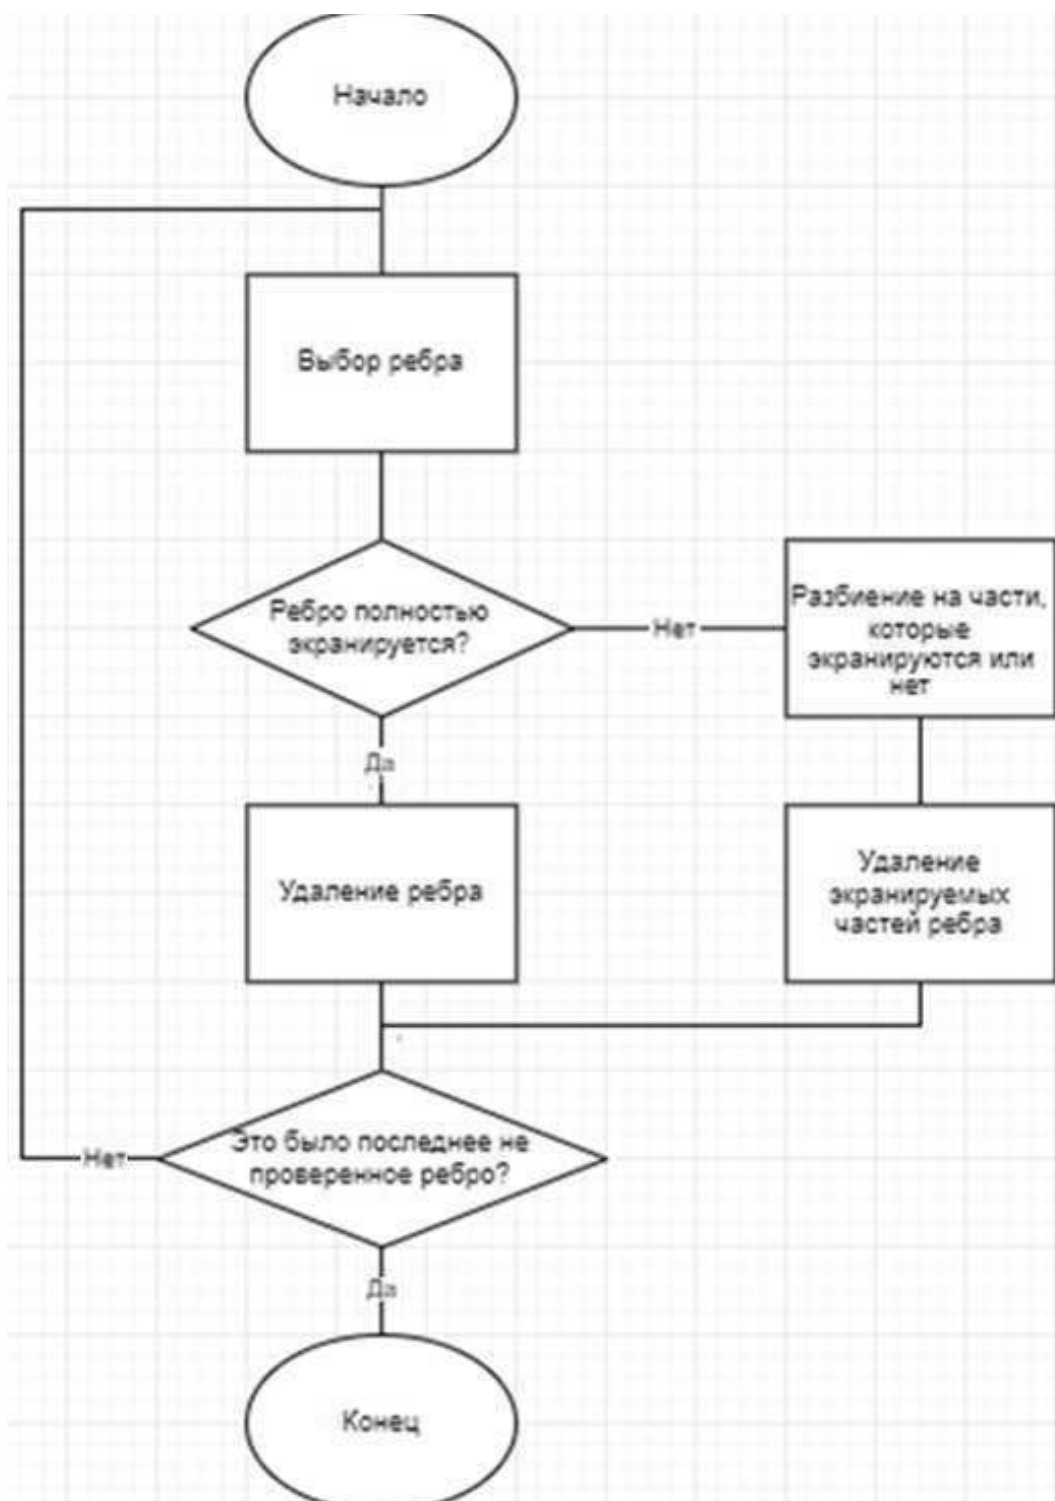 Начало
Выбор ребра
Ребро полностью
экранируется?
Нет
Разбиение на части,
которые
экранируются или
нет
Да
Удаление ребра
Удаление
экранируемых
частей ребра
Это было последнее не
проверенное ребро?
Нет
Да
Конец